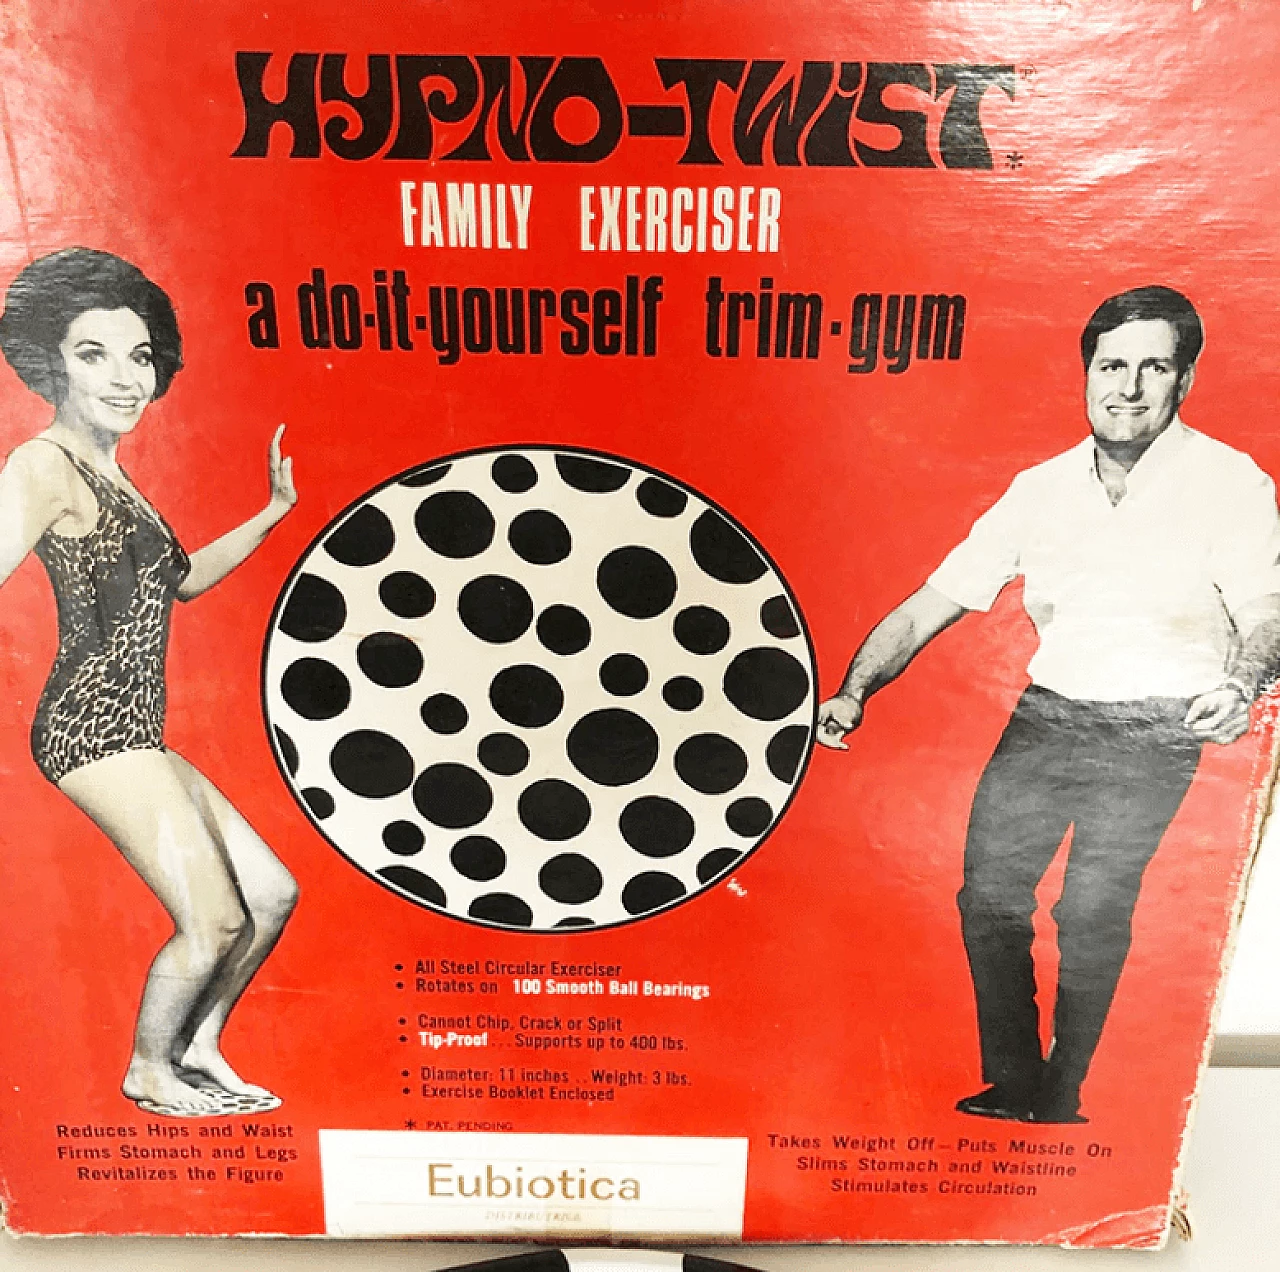 HYPNO-TWiST
FAMILY EXERCISER
a do-it-yourself trim-gym
• All Steel Circular Exerciser
• Rotates on 100 Smooth Ball Bearings
• Cannot Chip, Crack or Split
• Tip-Proof ... Supports up to 400 lbs.
• Diameter: 11 inches .. Weight: 3 lbs.
• Exercise Booklet Enclosed
* PAT. PENDING
Reduces Hips and Waist
Firms Stomach and Legs
Revitalizes the Figure
Eubiotica
Takes Weight Off – Puts Muscle On
Slims Stomach and Waistline
Stimulates Circulation